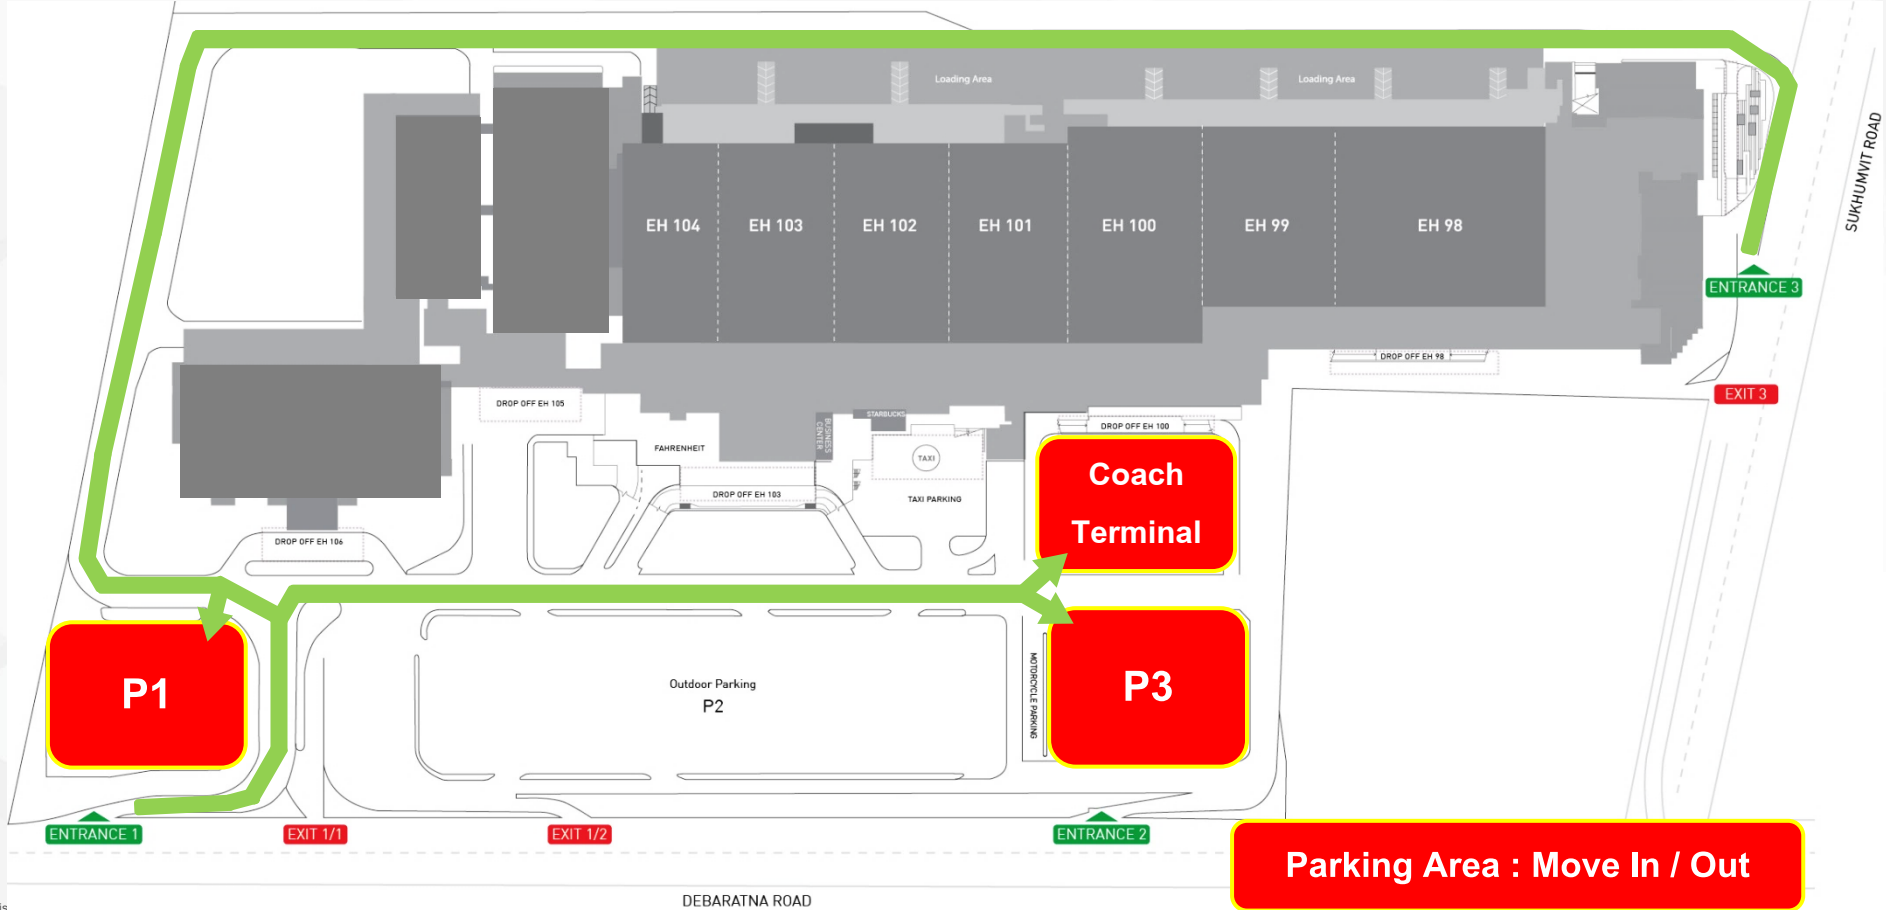 Loading Area
Loading Area
SUKHUMVIT ROAD
EH 104
EH 103
EH 102
EH 101
EH 100
EH 99
EH 98
ENTRANCE 3
DROP OFF EH 98
EXIT 3
DROP OFF EH 105
STARBUCKS
BUSINESS
CENTER
DROP OFF EH 100
FAHRENHEIT
TAXI
Coach
Terminal
DROP OFF EH 103
TAXI PARKING
DROP OFF EH 106
P1
Outdoor Parking
P2
MOTORCYCLE PARKING
P3
ENTRANCE 1
EXIT 1/1
EXIT 1/2
ENTRANCE 2
Parking Area : Move In / Out
DEBARATNA ROAD
is